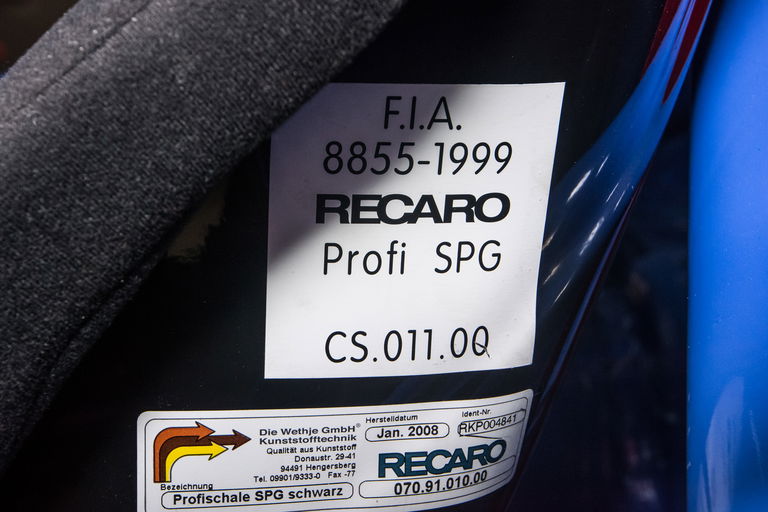 F.I.A.
8855-1999
RECARO
Profi SPG
CS.011.0Q
Die Wethje GmbH®
Kunststofftechnik
Qualität aus Kunststoff
Donaustr. 29-41
94491 Hengersberg
Tel. 09901/9333-0 Fax -77
Herstelldatum
Jan. 2008
Ident-Nr.
RKP004841
RECARO
Bezeichnung
Profischale SPG schwarz
070.91.010.00